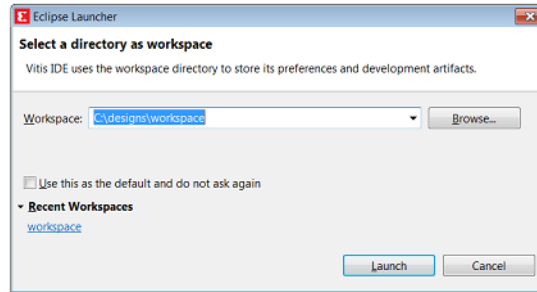 Eclipse Launcher
Select a directory as workspace
Vitis IDE uses the workspace directory to store its preferences and development artifacts.
Workspace: C:\designs\workspace Browse...
Use this as the default and do not ask again
Recent Workspaces
workspace
Launch Cancel